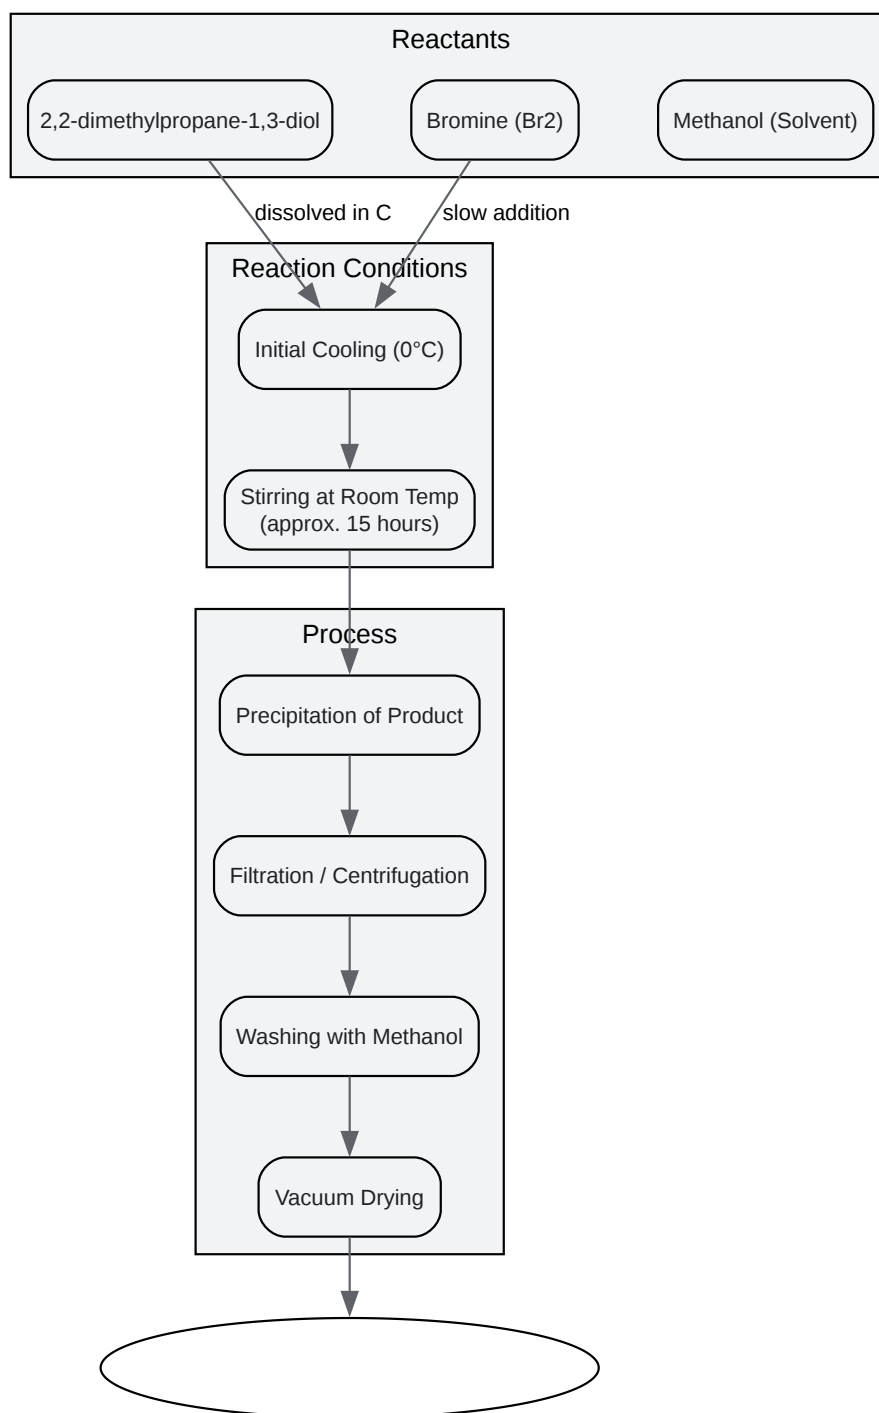 Reactants
2,2-dimethylpropane-1,3-diol
Bromine (Br2)
Methanol (Solvent)
dissolved in C
slow addition
Reaction Conditions
Initial Cooling (0°C)
Stirring at Room Temp
(approx. 15 hours)
Process
Precipitation of Product
Filtration / Centrifugation
Washing with Methanol
Vacuum Drying